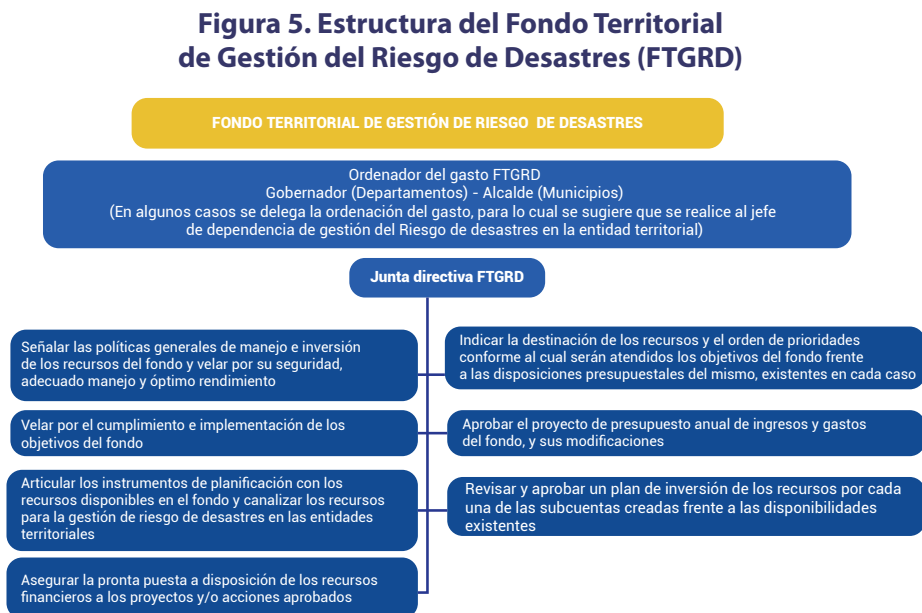 Figura 5. Estructura del Fondo Territorial
de Gestión del Riesgo de Desastres (FTGRD)
FONDO TERRITORIAL DE GESTIÓN DE RIESGO DE DESASTRES
Ordenador del gasto FTGRD
Gobernador (Departamentos) - Alcalde (Municipios)
(En algunos casos se delega la ordenación del gasto, para lo cual se sugiere que se realice al jefe
de dependencia de gestión del Riesgo de desastres en la entidad territorial)
Junta directiva FTGRD
Señalar las políticas generales de manejo e inversión
de los recursos del fondo y velar por su seguridad,
adecuado manejo y óptimo rendimiento
Indicar la destinación de los recursos y el orden de prioridades
conforme al cual serán atendidos los objetivos del fondo frente
a las disposiciones presupuestales del mismo, existentes en cada caso
Velar por el cumplimiento e implementación de los
objetivos del fondo
Aprobar el proyecto de presupuesto anual de ingresos y gastos
del fondo, y sus modificaciones
Articular los instrumentos de planificación con los
recursos disponibles en el fondo y canalizar los recursos
para la gestión de riesgo de desastres en las entidades
territoriales
Revisar y aprobar un plan de inversión de los recursos por cada
una de las subcuentas creadas frente a las disponibilidades
existentes
Asegurar la pronta puesta a disposición de los recursos
financieros a los proyectos y/o acciones aprobados